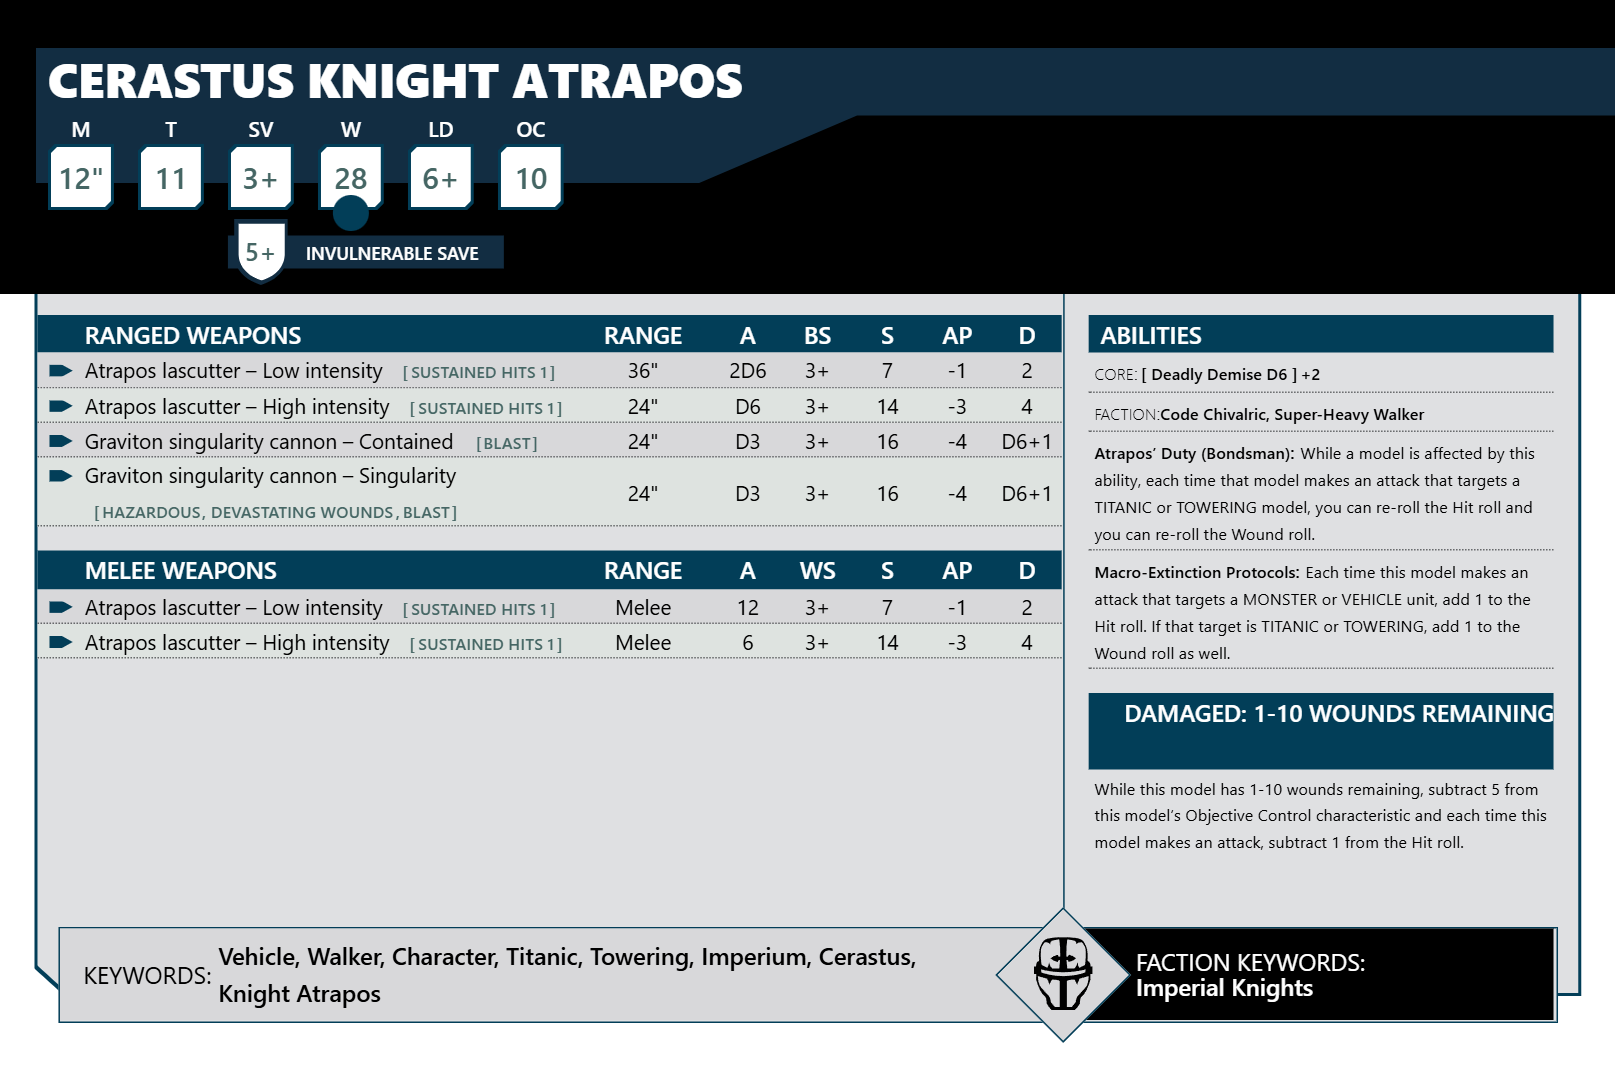 CERASTUS KNIGHT ATRAPOS
M T SV W LD OC
12" 11 3+ 28 6+ 10
5+ INVULNERABLE SAVE
RANGED WEAPONS RANGE A BS S AP D
Atrapos lascutter – Low intensity [SUSTAINED HITS 1] 36" 2D6 3+ 7 -1 2
Atrapos lascutter – High intensity [SUSTAINED HITS 1] 24" D6 3+ 14 -3 4
Graviton singularity cannon – Contained [BLAST] 24" D3 3+ 16 -4 D6+1
Graviton singularity cannon – Singularity
[HAZARDOUS, DEVASTATING WOUNDS, BLAST] 24" D3 3+ 16 -4 D6+1
MELEE WEAPONS RANGE A WS S AP D
Atrapos lascutter – Low intensity [SUSTAINED HITS 1] Melee 12 3+ 7 -1 2
Atrapos lascutter – High intensity [SUSTAINED HITS 1] Melee 6 3+ 14 -3 4
ABILITIES
CORE: [ Deadly Demise D6 ] +2
FACTION:Code Chivalric, Super-Heavy Walker
Atrapos’ Duty (Bondsman): While a model is affected by this
ability, each time that model makes an attack that targets a
TITANIC or TOWERING model, you can re-roll the Hit roll and
you can re-roll the Wound roll.
Macro-Extinction Protocols: Each time this model makes an
attack that targets a MONSTER or VEHICLE unit, add 1 to the
Hit roll. If that target is TITANIC or TOWERING, add 1 to the
Wound roll as well.
DAMAGED: 1-10 WOUNDS REMAINING
While this model has 1-10 wounds remaining, subtract 5 from
this model’s Objective Control characteristic and each time this
model makes an attack, subtract 1 from the Hit roll.
KEYWORDS: Vehicle, Walker, Character, Titanic, Towering, Imperium, Cerastus,
Knight Atrapos
FACTION KEYWORDS:
Imperial Knights